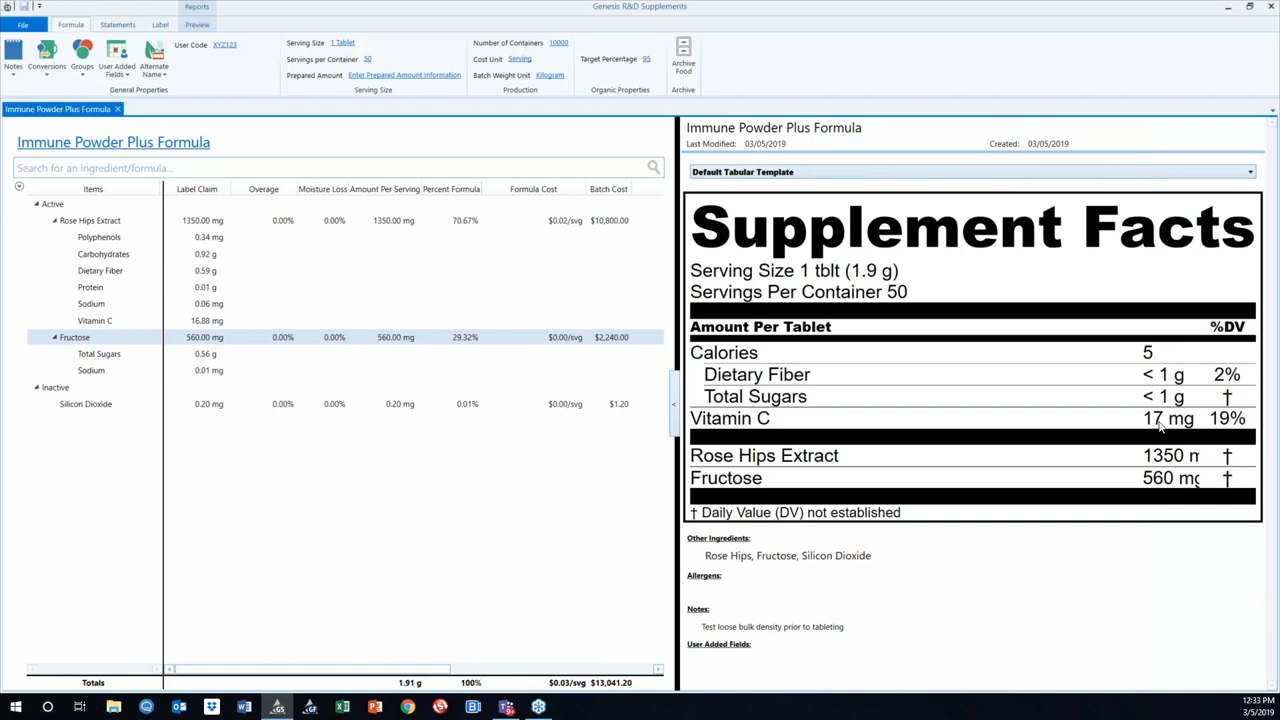 Genesis R&D Supplements
Reports
File Formula Statements Label Preview
Notes Conversions Groups User Added Fields Alternate Name
User Code XYZ123
General Properties
Serving Size 1 Tablet
Servings per Container 50
Prepared Amount Enter Prepared Amount Information
Serving Size
Number of Containers 10000
Cost Unit Serving
Batch Weight Unit Kilogram
Production
Target Percentage 95
Organic Properties
Archive Food
Archive
Immune Powder Plus Formula
Immune Powder Plus Formula
Search for an ingredient/formula...
Items Label Claim Overage Moisture Loss Amount Per Serving Percent Formula Formula Cost Batch Cost
Active
Rose Hips Extract 1350.00 mg 0.00% 0.00% 1350.00 mg 70.67% $0.02/svg $10,800.00
Polyphenols 0.34 mg
Carbohydrates 0.92 g
Dietary Fiber 0.59 g
Protein 0.01 g
Sodium 0.06 mg
Vitamin C 16.88 mg
Fructose 560.00 mg 0.00% 0.00% 560.00 mg 29.32% $0.00/svg $2,240.00
Total Sugars 0.56 g
Sodium 0.01 mg
Inactive
Silicon Dioxide 0.20 mg 0.00% 0.00% 0.20 mg 0.01% $0.00/svg $1.20
Totals 1.91 g 100% $0.03/svg $13,041.20
Immune Powder Plus Formula
Last Modified: 03/05/2019 Created: 03/05/2019
Default Tabular Template
Supplement Facts
Serving Size 1 tblt (1.9 g)
Servings Per Container 50
Amount Per Tablet %DV
Calories 5
Dietary Fiber < 1 g 2%
Total Sugars < 1 g †
Vitamin C 17 mg 19%
Rose Hips Extract 1350 m †
Fructose 560 mg †
† Daily Value (DV) not established
Other Ingredients:
Rose Hips, Fructose, Silicon Dioxide
Allergens:
Notes:
Test loose bulk density prior to tableting
User Added Fields:
12:33 PM
3/5/2019